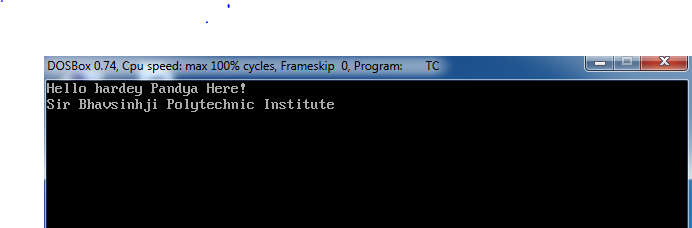 DOSBox 0.74, Cpu speed: max 100% cycles, Frameskip 0, Program: TC
Hello hardey Pandya Here!
Sir Bhavsinhji Polytechnic Institute